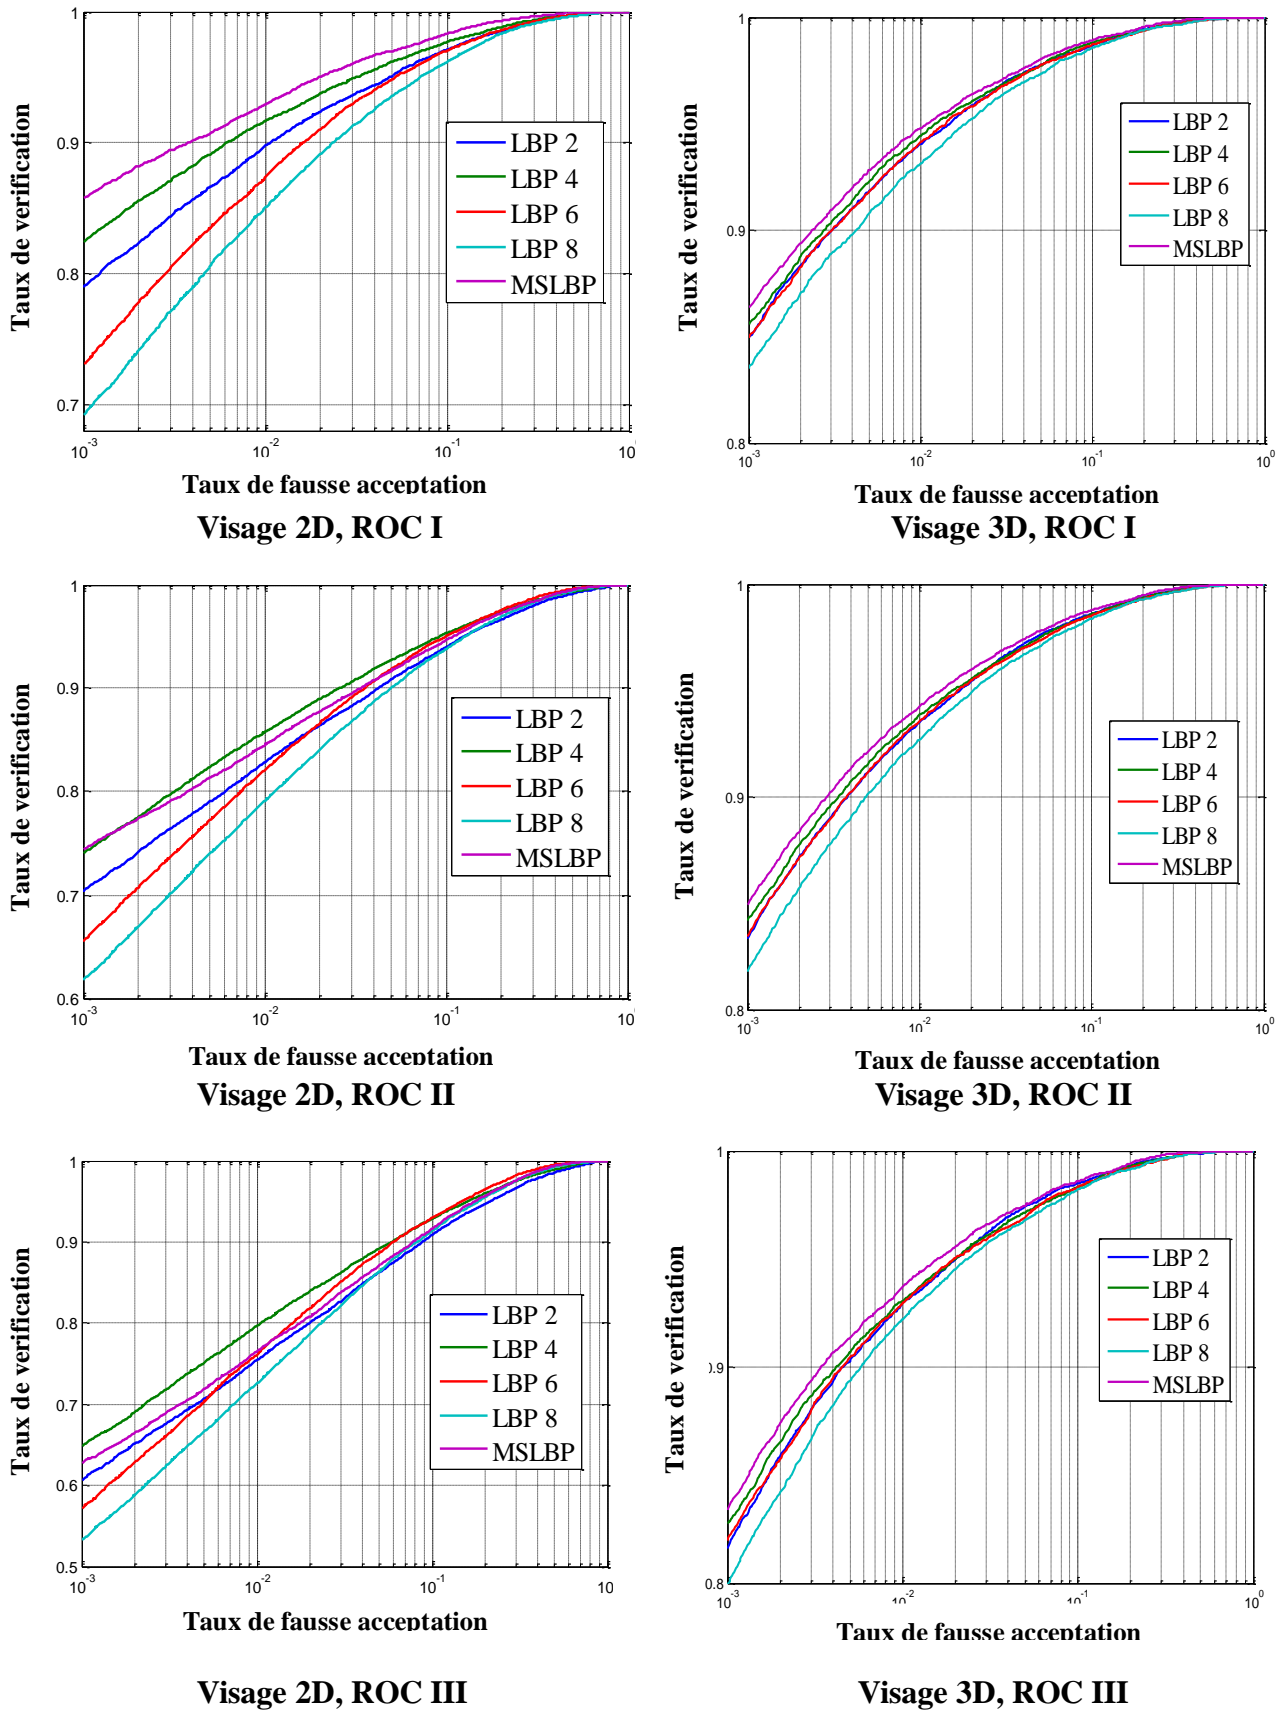 1
0.9
0.8
0.7
10-3
10-2
10-1
10
Taux de verification
LBP 2
LBP 4
LBP 6
LBP 8
MSLBP
Taux de fausse acceptation
Visage 2D, ROC I
1
0.9
0.8
10-3
10-2
10-1
100
Taux de verification
LBP 2
LBP 4
LBP 6
LBP 8
MSLBP
Taux de fausse acceptation
Visage 3D, ROC I
1
0.9
0.8
0.7
0.6
10-3
10-2
10-1
10
Taux de verification
LBP 2
LBP 4
LBP 6
LBP 8
MSLBP
Taux de fausse acceptation
Visage 2D, ROC II
1
0.9
0.8
10-3
10-2
10-1
100
Taux de verification
LBP 2
LBP 4
LBP 6
LBP 8
MSLBP
Taux de fausse acceptation
Visage 3D, ROC II
1
0.9
0.8
0.7
0.6
0.5
10-3
10-2
10-1
10
Taux de verification
LBP 2
LBP 4
LBP 6
LBP 8
MSLBP
Taux de fausse acceptation
Visage 2D, ROC III
1
0.9
0.8
10-3
10-2
10-1
100
Taux de verification
LBP 2
LBP 4
LBP 6
LBP 8
MSLBP
Taux de fausse acceptation
Visage 3D, ROC III